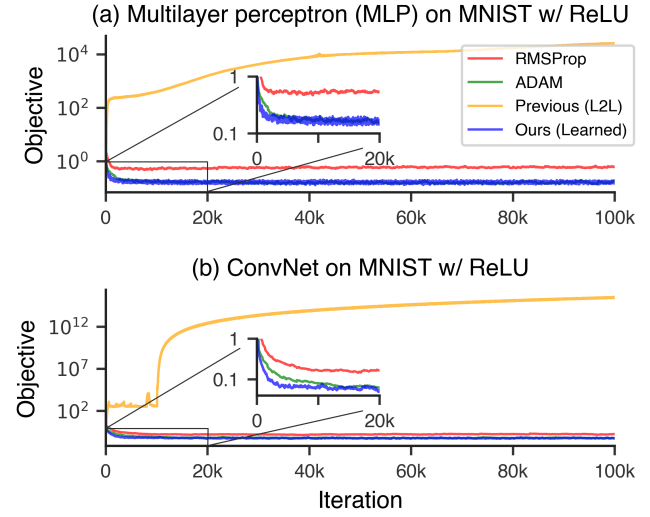 (a) Multilayer perceptron (MLP) on MNIST w/ ReLU
Objective
10^4
10^2
10^0
RMSProp
ADAM
Previous (L2L)
Ours (Learned)
1
0.1
0
20k
0
20k
40k
60k
80k
100k
(b) ConvNet on MNIST w/ ReLU
Objective
10^12
10^7
10^2
1
0.1
0
20k
0
20k
40k
60k
80k
100k
Iteration